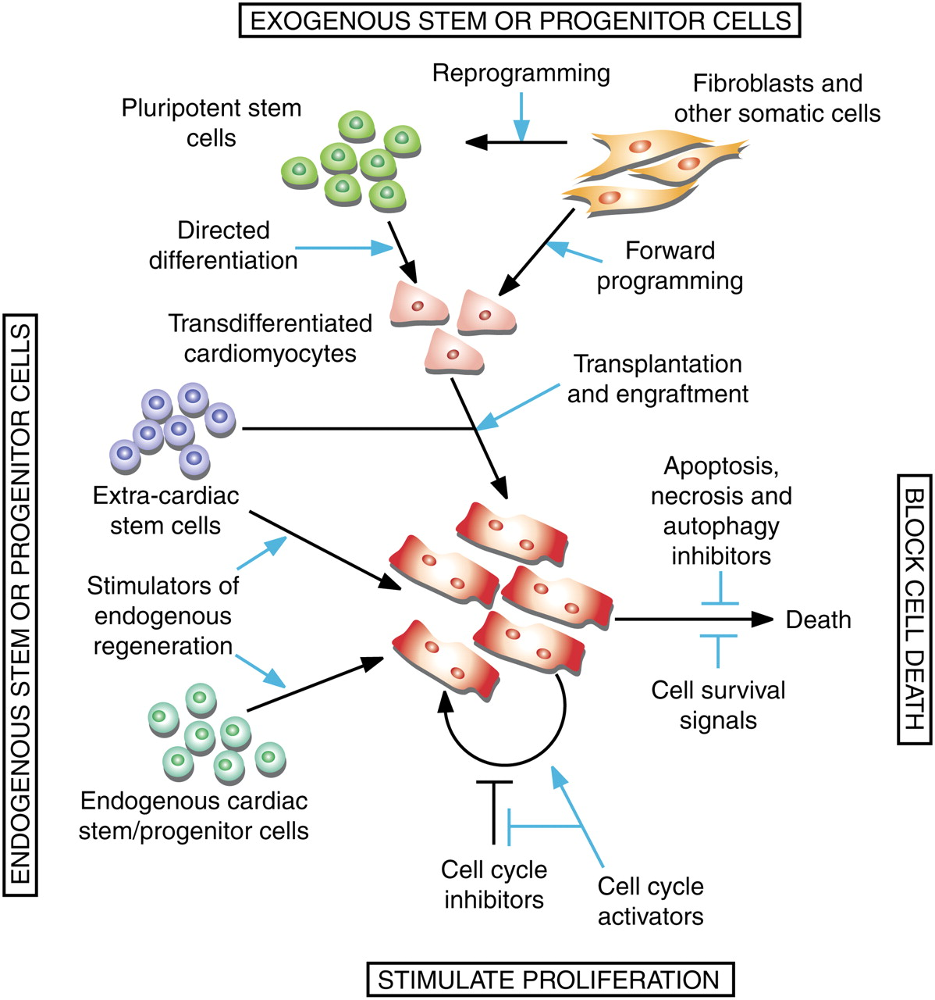 EXOGENOUS STEM OR PROGENITOR CELLS
Reprogramming
Fibroblasts and
other somatic cells
Pluripotent stem
cells
Directed
differentiation
Forward
programming
Transdifferentiated
cardiomyocytes
Transplantation
and engraftment
ENDOGENOUS STEM OR PROGENITOR CELLS
Extra-cardiac
stem cells
Apoptosis,
necrosis and
autophagy
inhibitors
BLOCK CELL DEATH
Stimulators of
endogenous
regeneration
Death
Cell survival
signals
Endogenous cardiac
stem/progenitor cells
Cell cycle
inhibitors
Cell cycle
activators
STIMULATE PROLIFERATION